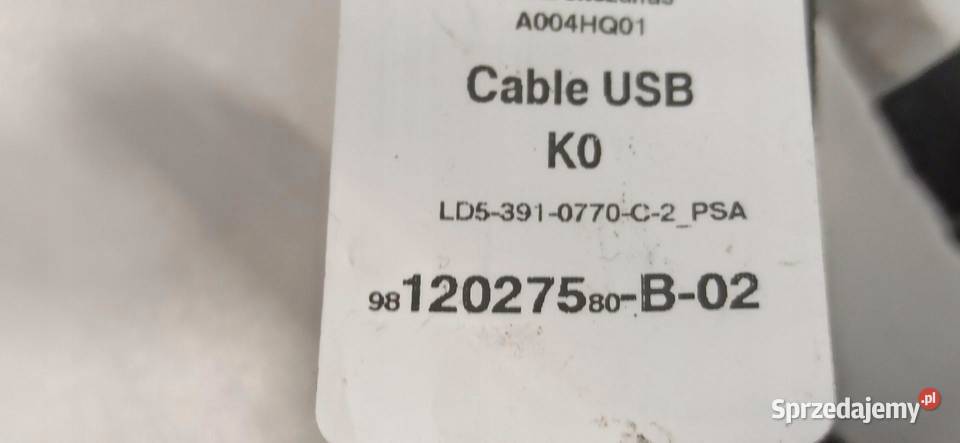 A004HQ01
Cable USB
K0
LD5-391-0770-C-2_PSA
9812027580-B-02
Sprzedajemy.pl